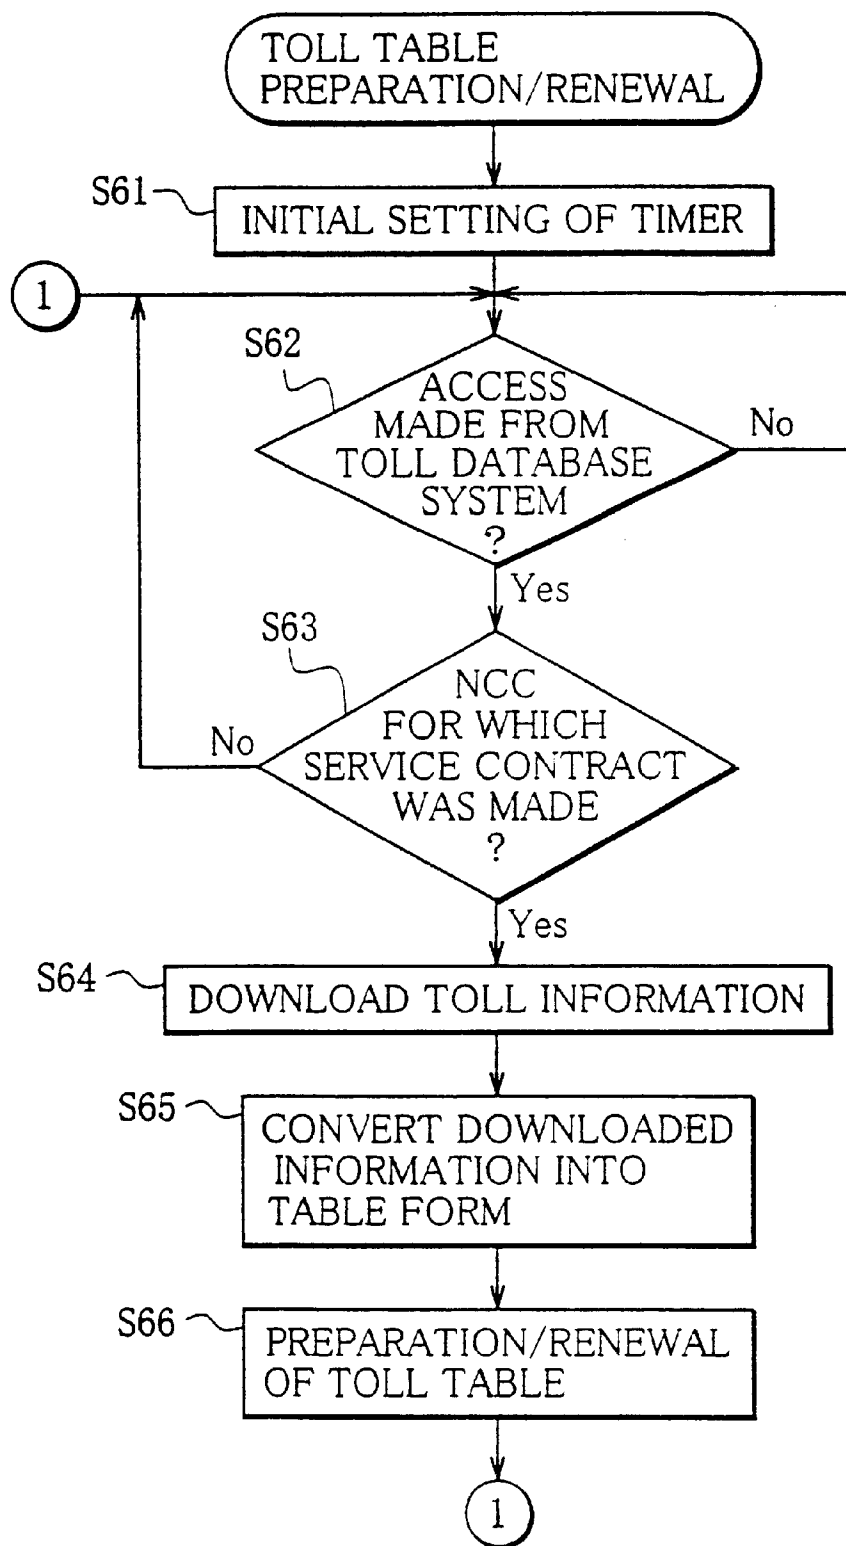 TOLL TABLE
PREPARATION/RENEWAL
S61
INITIAL SETTING OF TIMER
1
S62
ACCESS
MADE FROM
TOLL DATABASE
SYSTEM
?
No
Yes
S63
NCC
FOR WHICH
SERVICE CONTRACT
WAS MADE
?
No
Yes
S64
DOWNLOAD TOLL INFORMATION
S65
CONVERT DOWNLOADED
INFORMATION INTO
TABLE FORM
S66
PREPARATION/RENEWAL
OF TOLL TABLE
1